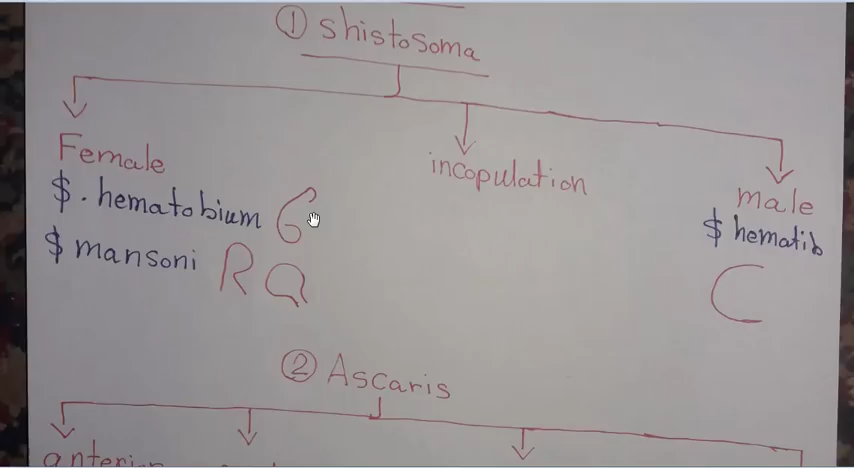 ① Shistosoma
Female
$. hematobium G
$ mansoni R Q
incopulation
male
$ hematib
C
② Ascaris